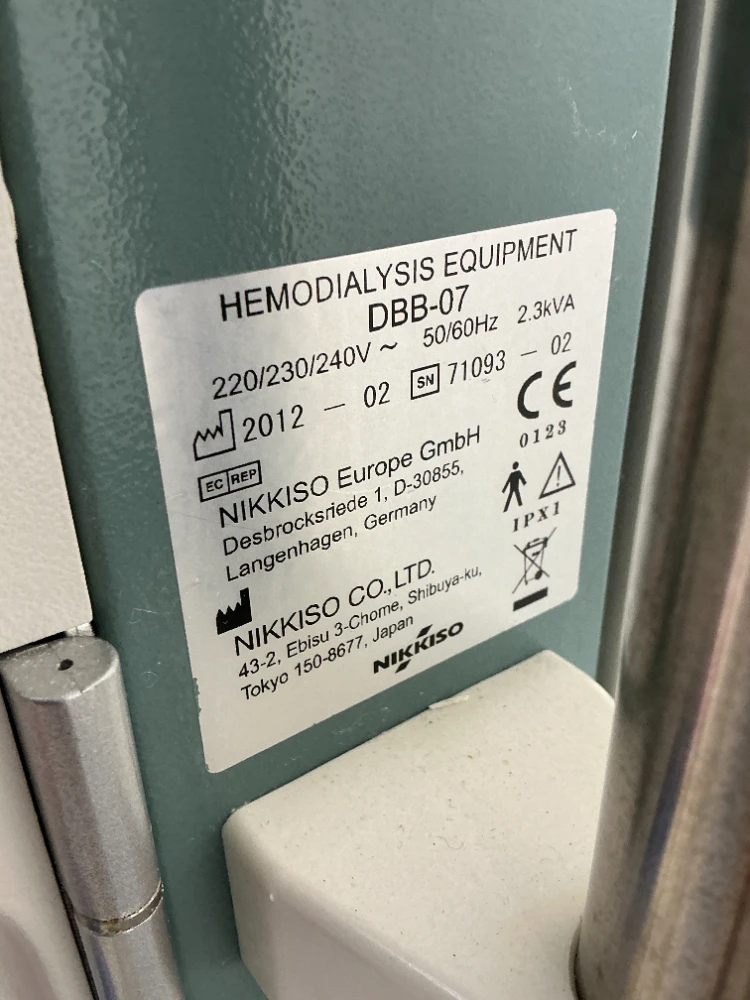 HEMODIALYSIS EQUIPMENT
DBB-07
220/230/240V ~ 50/60Hz 2.3kVA
2012 - 02 SN 71093 - 02
CE
0123
EC REP
NIKKISO Europe GmbH
Desbrocksriede 1, D-30855,
Langenhagen, Germany
IPX1
NIKKISO CO.,LTD.
43-2, Ebisu 3-Chome, Shibuya-ku,
Tokyo 150-8677, Japan
NIKKISO